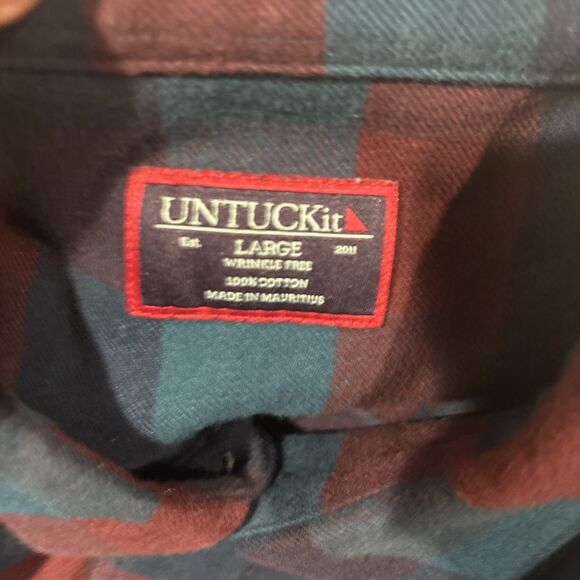 UNTUCKit
Est. LARGE 2011
WRINKLE FREE
100% COTTON
MADE IN MAURITIUS